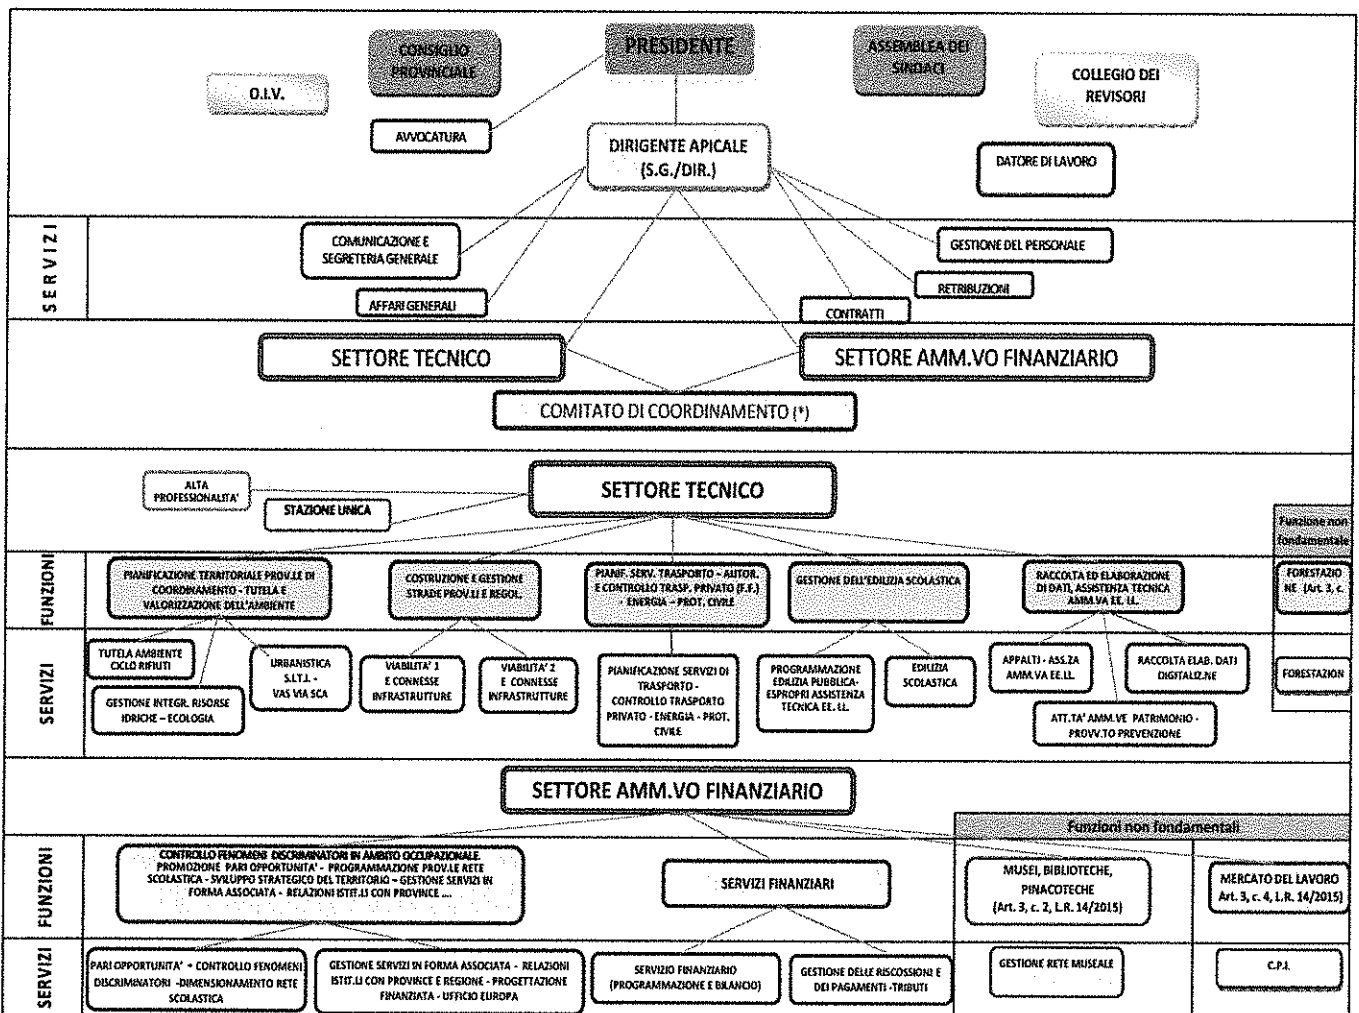 CONSIGLIO
PROVINCIALE
PRESIDENTE
ASSEMBLEA DEI
SINDACI
O.I.V.
COLLEGIO DEI
REVISORI
AVVOCATURA
DIRIGENTE APICALE
(S.G./DIR.)
DATORE DI LAVORO
SERVIZI
COMUNICAZIONE E
SEGRETERIA GENERALE
AFFARI GENERALI
GESTIONE DEL PERSONALE
RETRIBUZIONI
CONTRATTI
SETTORE TECNICO
SETTORE AMM.VO FINANZIARIO
COMITATO DI COORDINAMENTO (*)
SETTORE TECNICO
ALTA
PROFESSIONALITA'
STAZIONE UNICA
Funzione non
fondamentale
FUNZIONI
PIANIFICAZIONE TERRITORIALE PROV.LE DI
COORDINAMENTO - TUTELA E
VALORIZZAZIONE DELL'AMBIENTE
COSTRUZIONE E GESTIONE
STRADE PROV.LI E REGOL.
PIANIF. SERV. TRASPORTO - AUTOR.
E CONTROLLO TRASP. PRIVATO (F.F.)
- ENERGIA - PROT. CIVILE
GESTIONE DELL'EDILIZIA SCOLASTICA
RACCOLTA ED ELABORAZIONE
DI DATI, ASSISTENZA TECNICA
AMM.VA EE. LL.
FORESTAZIO
NE (Art. 3, c.
SERVIZI
TUTELA AMBIENTE
CICLO RIFIUTI
GESTIONE INTEGR. RISORSE
IDRICHE – ECOLOGIA
URBANISTICA
S.I.T.I. -
VAS VIA SCA
VIABILITA' 1
E CONNESSE
INFRASTRUTTURE
VIABILITA' 2
E CONNESSE
INFRASTRUTTURE
PIANIFICAZIONE SERVIZI DI
TRASPORTO -
CONTROLLO TRASPORTO
PRIVATO - ENERGIA - PROT.
CIVILE
PROGRAMMAZIONE
EDILIZIA PUBBLICA-
ESPROPRI ASSISTENZA
TECNICA EE. LL.
EDILIZIA
SCOLASTICA
APPALTI - ASS.ZA
AMM.VA EE.LL.
RACCOLTA ELAB. DATI
DIGITALIZ.NE
ATT.TA' AMM.VE PATRIMONIO -
PROVV.TO PREVENZIONE
FORESTAZION
SETTORE AMM.VO FINANZIARIO
Funzioni non fondamentali
FUNZIONI
CONTROLLO FENOMENI DISCRIMINATORI IN AMBITO OCCUPAZIONALE.
PROMOZIONE PARI OPPORTUNITA' - PROGRAMMAZIONE PROV.LE RETE
SCOLASTICA - SVILUPPO STRATEGICO DEL TERRITORIO – GESTIONE SERVIZI IN
FORMA ASSOCIATA - RELAZIONI ISTIT.LI CON PROVINCE ....
SERVIZI FINANZIARI
MUSEI, BIBLIOTECHE,
PINACOTECHE
(Art. 3, c. 2, L.R. 14/2015)
MERCATO DEL LAVORO
Art. 3, c. 4, L.R. 14/2015)
SERVIZI
PARI OPPORTUNITA' + CONTROLLO FENOMENI
DISCRIMINATORI -DIMENSIONAMENTO RETE
SCOLASTICA
GESTIONE SERVIZI IN FORMA ASSOCIATA - RELAZIONI
ISTIT.LI CON PROVINCE E REGIONE - PROGETTAZIONE
FINANZIATA - UFFICIO EUROPA
SERVIZIO FINANZIARIO
(PROGRAMMAZIONE E BILANCIO)
GESTIONE DELLE RISCOSSIONI E
DEI PAGAMENTI -TRIBUTI
GESTIONE RETE MUSEALE
C.P.I.